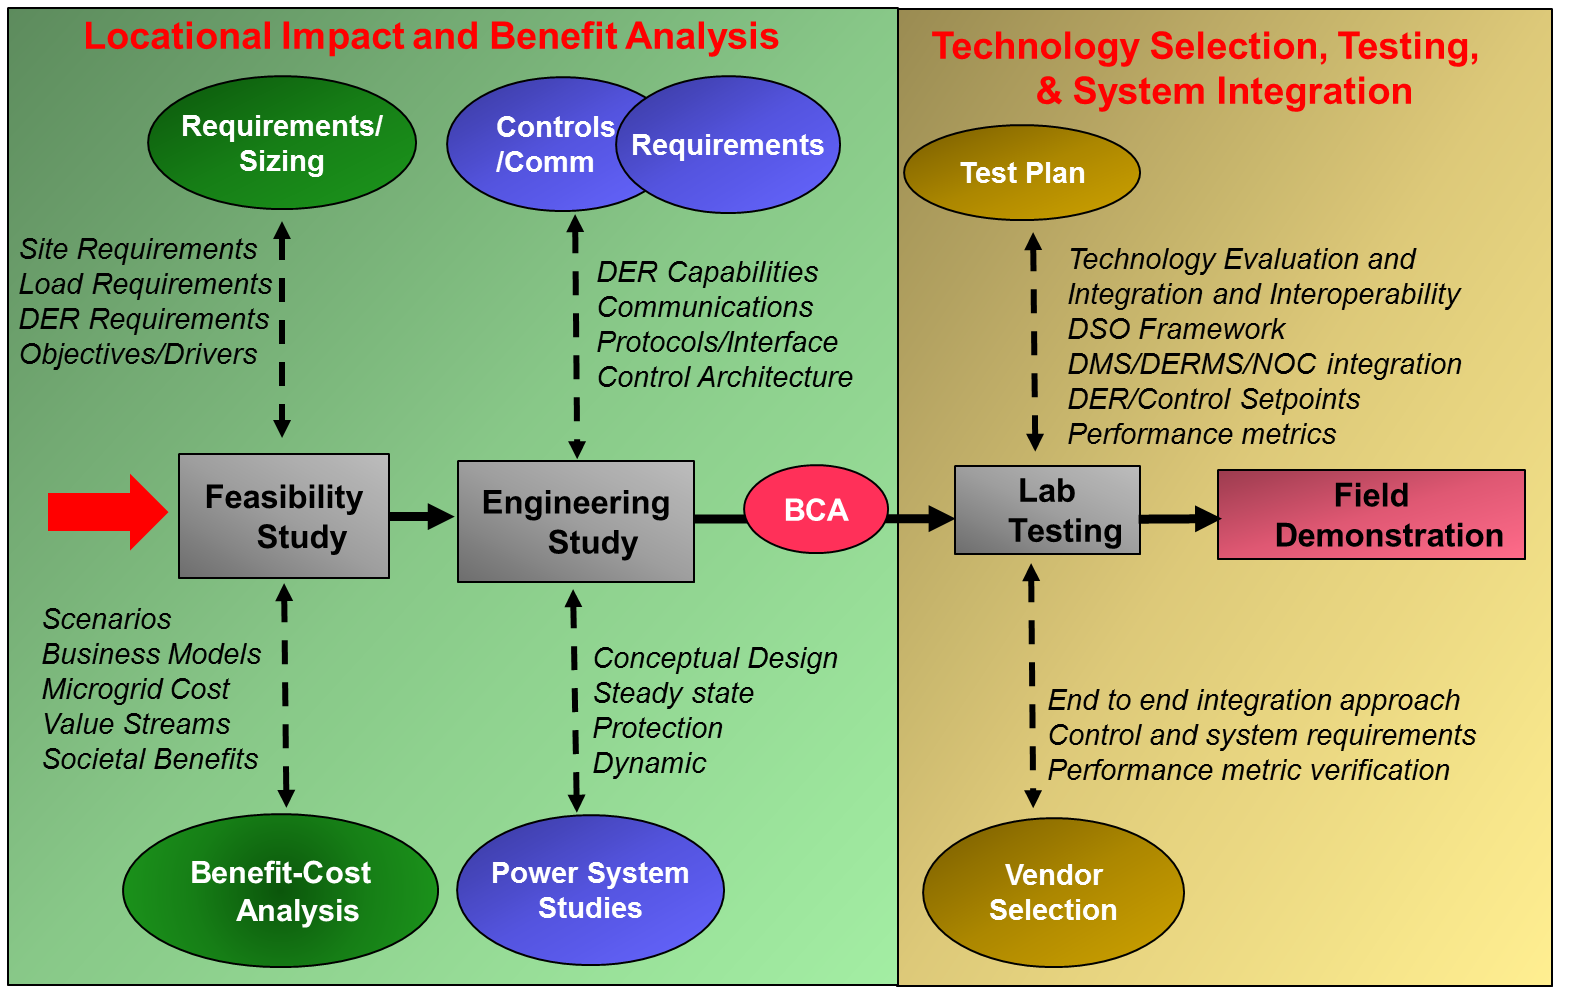 Locational Impact and Benefit Analysis
Technology Selection, Testing,
& System Integration
Requirements/
Sizing
Controls
/Comm
Requirements
Test Plan
Site Requirements
Load Requirements
DER Requirements
Objectives/Drivers
DER Capabilities
Communications
Protocols/Interface
Control Architecture
Technology Evaluation and
Integration and Interoperability
DSO Framework
DMS/DERMS/NOC integration
DER/Control Setpoints
Performance metrics
Feasibility
Study
Engineering
Study
BCA
Lab
Testing
Field
Demonstration
Scenarios
Business Models
Microgrid Cost
Value Streams
Societal Benefits
Conceptual Design
Steady state
Protection
Dynamic
End to end integration approach
Control and system requirements
Performance metric verification
Benefit-Cost
Analysis
Power System
Studies
Vendor
Selection